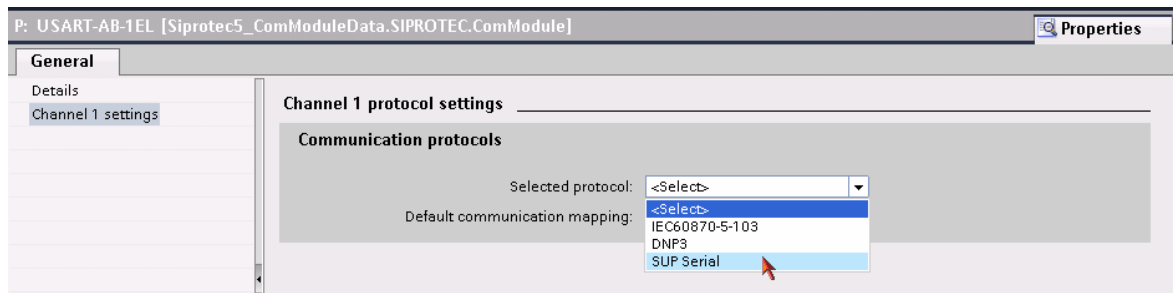 P: USART-AB-1EL [Siprotec5_ComModuleData.SIPROTEC.ComModule]
Properties
General
Details
Channel 1 settings
Channel 1 protocol settings
Communication protocols
Selected protocol: <Select>
Default communication mapping:
<Select>
IEC60870-5-103
DNP3
SUP Serial